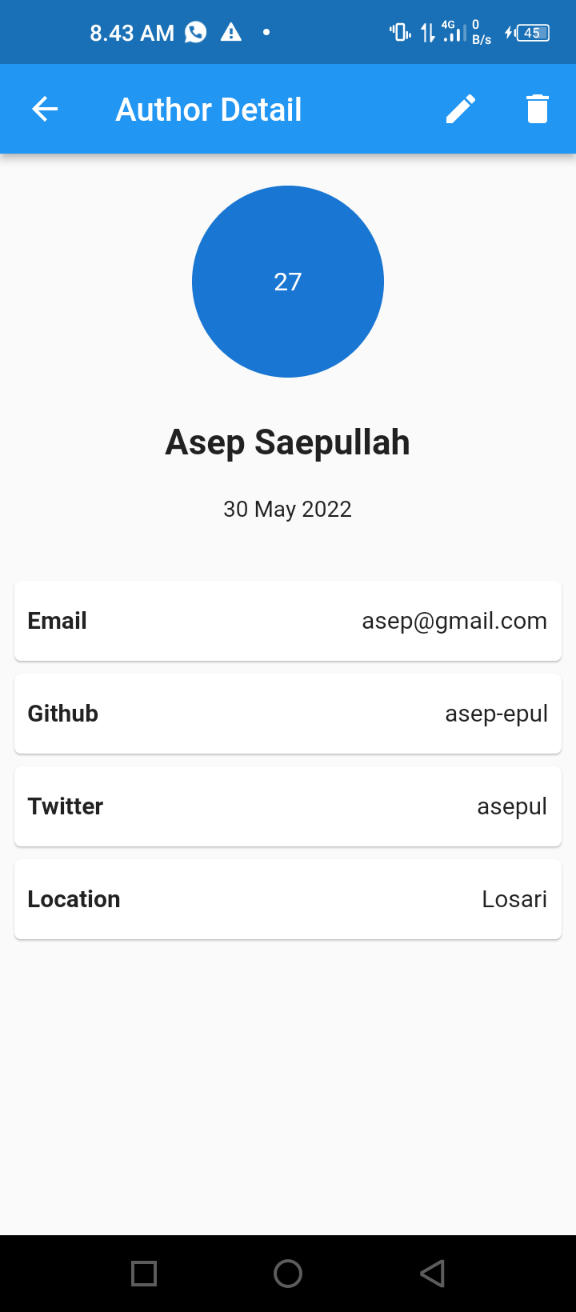 8.43 AM 4G 0 B/s 45
Author Detail
27
Asep Saepullah
30 May 2022
Email asep@gmail.com
Github asep-epul
Twitter asepul
Location Losari